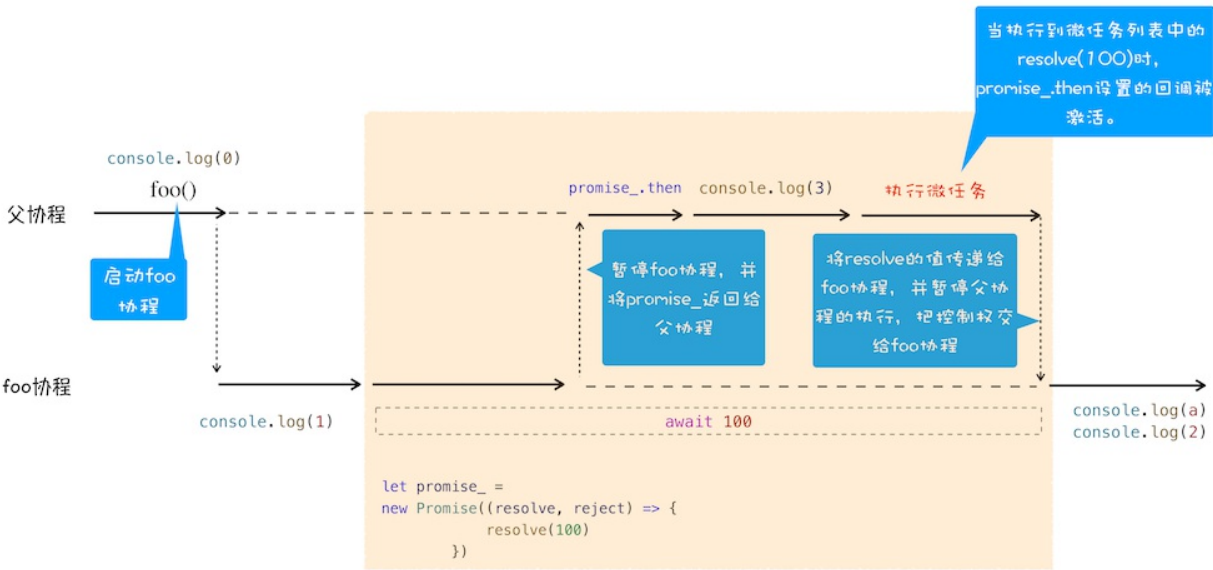 当执行到微任务列表中的
resolve(100)时，
promise_.then设置的回调被
激活。
console.log(0)
foo()
promise_.then
console.log(3)
执行微任务
父协程
启动foo
协程
暂停foo协程，并
将promise_返回给
父协程
将resolve的值传递给
foo协程，并暂停父协
程的执行，把控制权交
给foo协程
foo协程
console.log(1)
await 100
console.log(a)
console.log(2)
let promise_ =
new Promise((resolve, reject) => {
resolve(100)
})